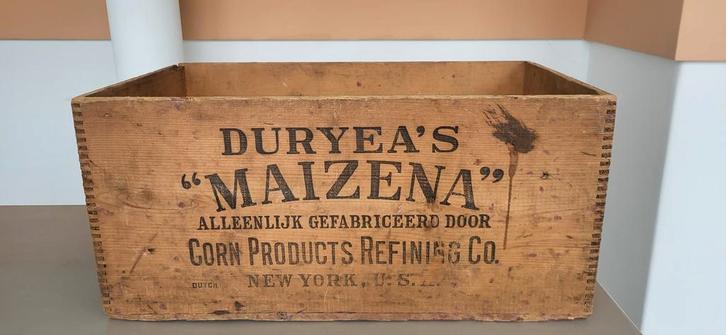 DURYEA'S
"MAIZENA"
ALLEENLIJK GEFABRICEERD DOOR
CORN PRODUCTS REFINING CO.
NEW YORK, U.S.A.
DUTCH